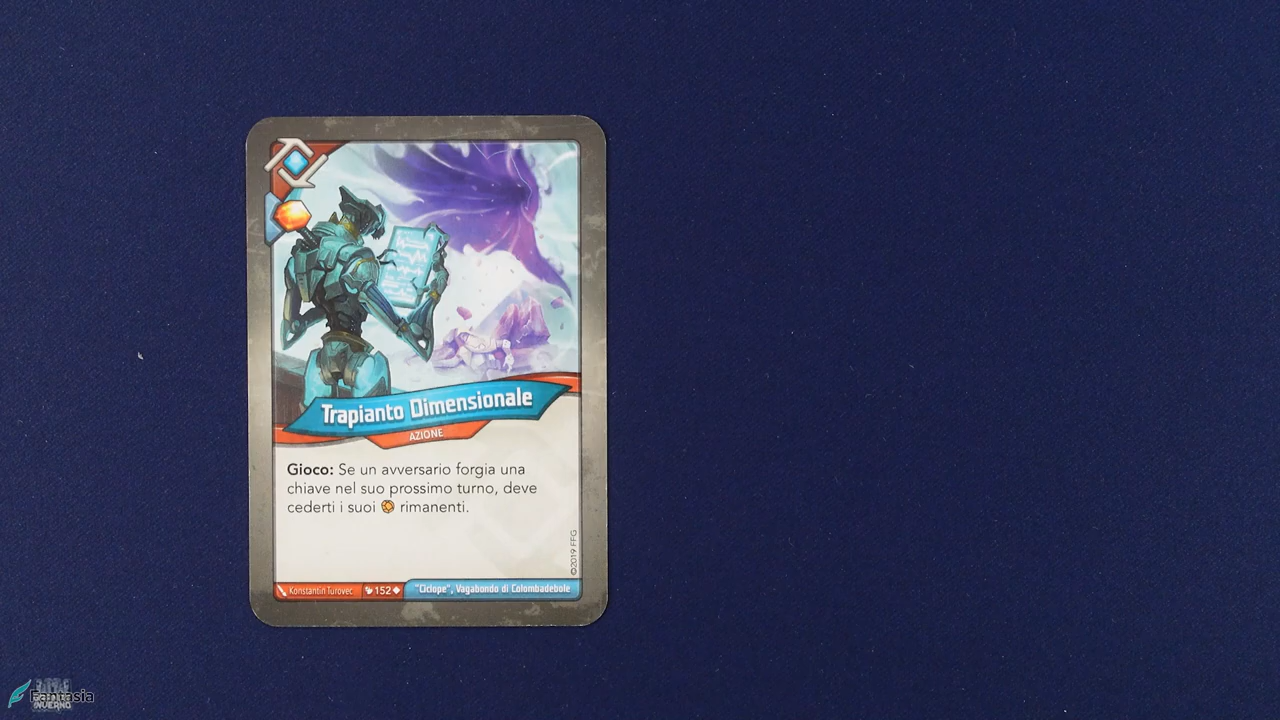 Trapianto Dimensionale
AZIONE
Gioco: Se un avversario forgia una
chiave nel suo prossimo turno, deve
cederti i suoi rimanenti.
©2019 FFG
Konstantin Turovec
152
"Ciclope", Vagabondo di Colombadebole
Fantasia
INVERNO